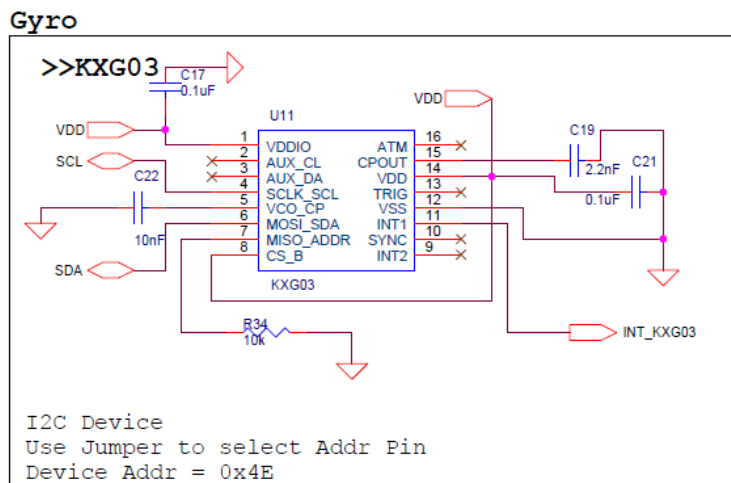 Gyro
>>KXG03
C17
0.1uF
VDD
U11
VDD
SCL
C22
10nF
SDA
1 VDDIO
2 AUX_CL
3 AUX_DA
4 SCLK_SCL
5 VCO_CP
6 MOSI_SDA
7 MISO_ADDR
8 CS_B
ATM 16
CPOUT 15
VDD 14
TRIG 13
VSS 12
INT1 11
SYNC 10
INT2 9
KXG03
C19
2.2nF
C21
0.1uF
R34
10k
INT_KXG03
I2C Device
Use Jumper to select Addr Pin
Device Addr = 0x4E